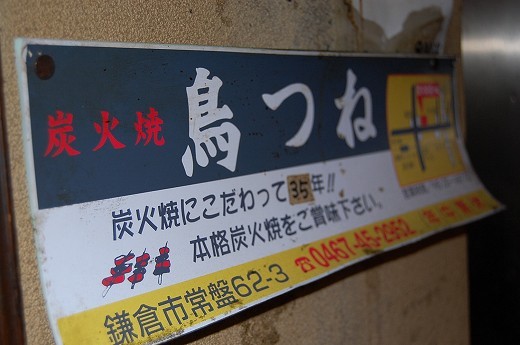 炭火焼 鳥つね
炭火焼にこだわって35年!!
本格炭火焼をご賞味下さい。
鎌倉市常盤62-3 ☎0467-45-2952